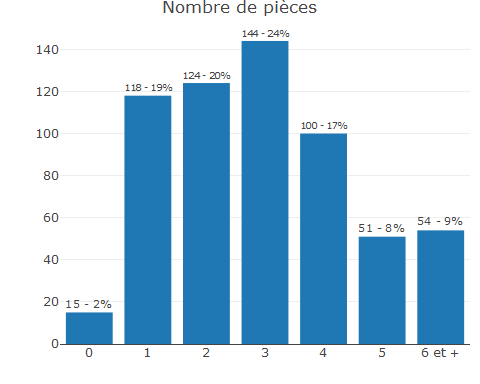 Nombre de pièces
144 - 24%
140
124 - 20%
118 - 19%
120
100 - 17%
100
80
54 - 9%
51 - 8%
60
40
15 - 2%
20
0
0 1 2 3 4 5 6 et +